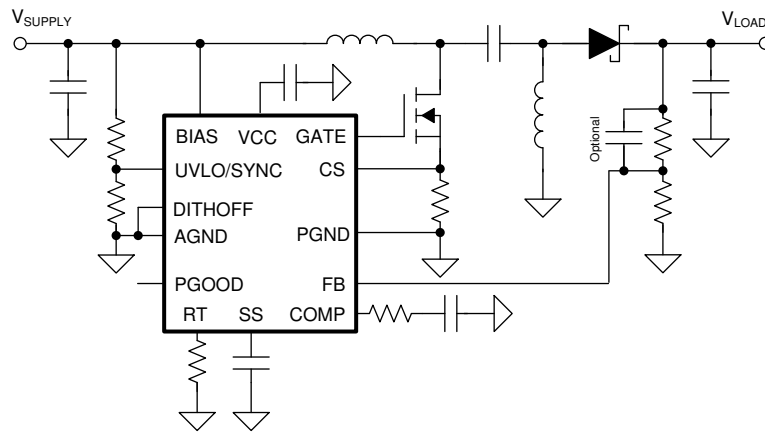 VSUPPLY
VLOAD
BIAS VCC GATE
UVLO/SYNC CS
DITHOFF
AGND PGND
PGOOD FB
RT SS COMP
Optional